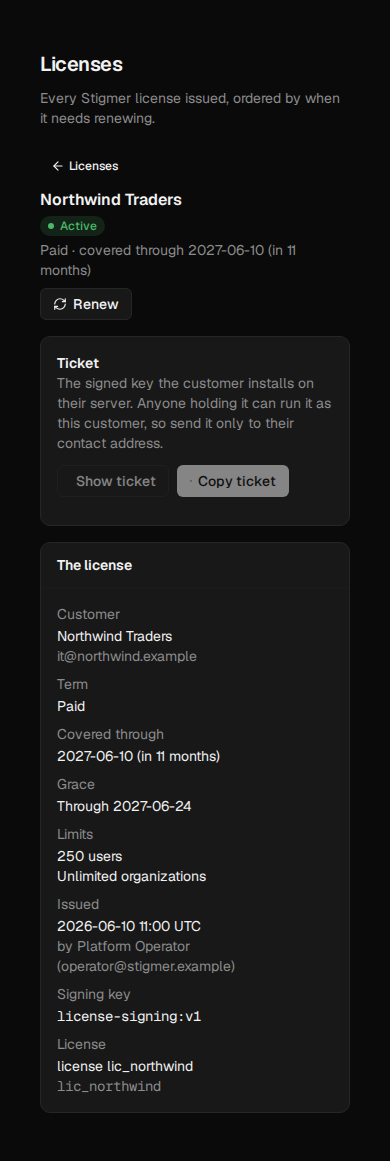 Licenses
Every Stigmer license issued, ordered by when
it needs renewing.
Licenses
Northwind Traders
Active
Paid · covered through 2027-06-10 (in 11
months)
Renew
Ticket
The signed key the customer installs on
their server. Anyone holding it can run it as
this customer, so send it only to their
contact address.
Show ticket
Copy ticket
The license
Customer
Northwind Traders
it@northwind.example
Term
Paid
Covered through
2027-06-10 (in 11 months)
Grace
Through 2027-06-24
Limits
250 users
Unlimited organizations
Issued
2026-06-10 11:00 UTC
by Platform Operator
(operator@stigmer.example)
Signing key
license-signing:v1
License
license lic_northwind
lic_northwind